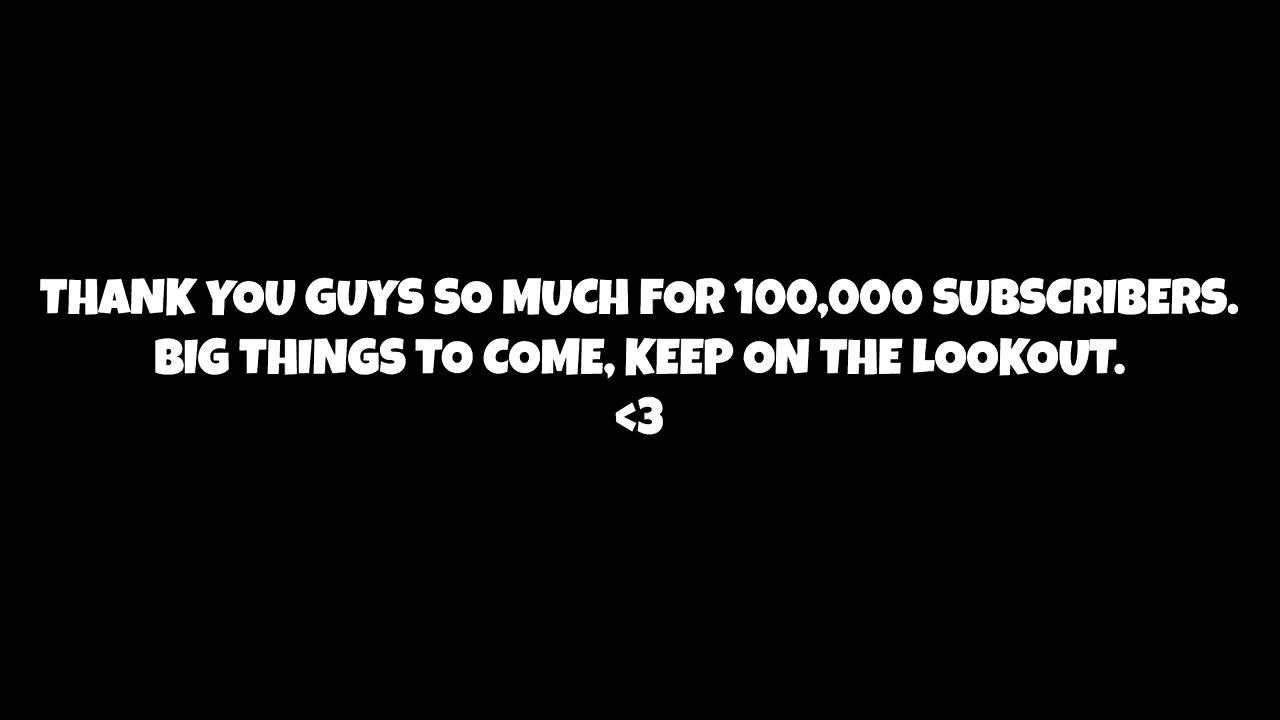 THANK YOU GUYS SO MUCH FOR 100,000 SUBSCRIBERS.
BIG THINGS TO COME, KEEP ON THE LOOKOUT.
<3